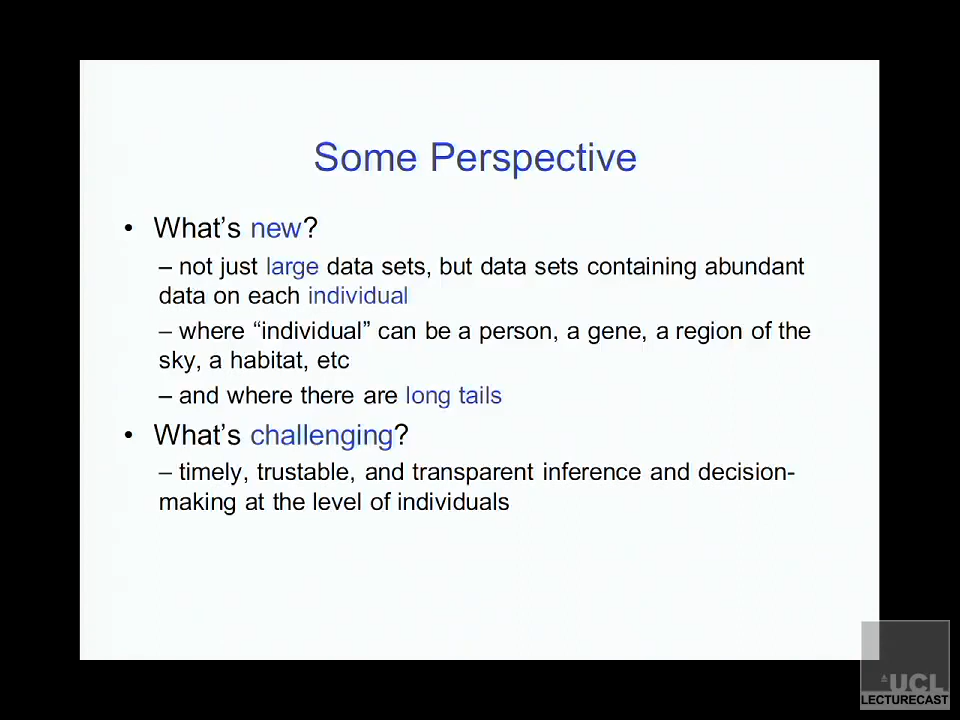 Some Perspective
• What’s new?
– not just large data sets, but data sets containing abundant
data on each individual
– where “individual” can be a person, a gene, a region of the
sky, a habitat, etc
– and where there are long tails
• What’s challenging?
– timely, trustable, and transparent inference and decision-
making at the level of individuals
UCL
LECTURECAST